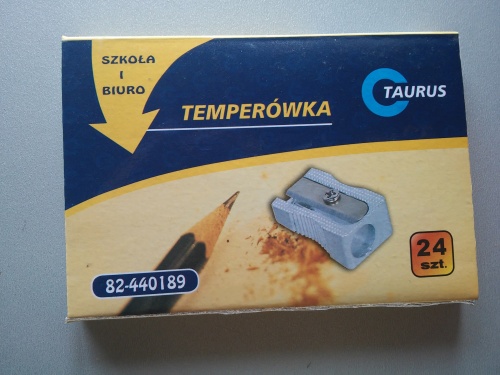 SZKOŁA
I
BIURO
TAURUS
TEMPERÓWKA
24
szt.
82-440189